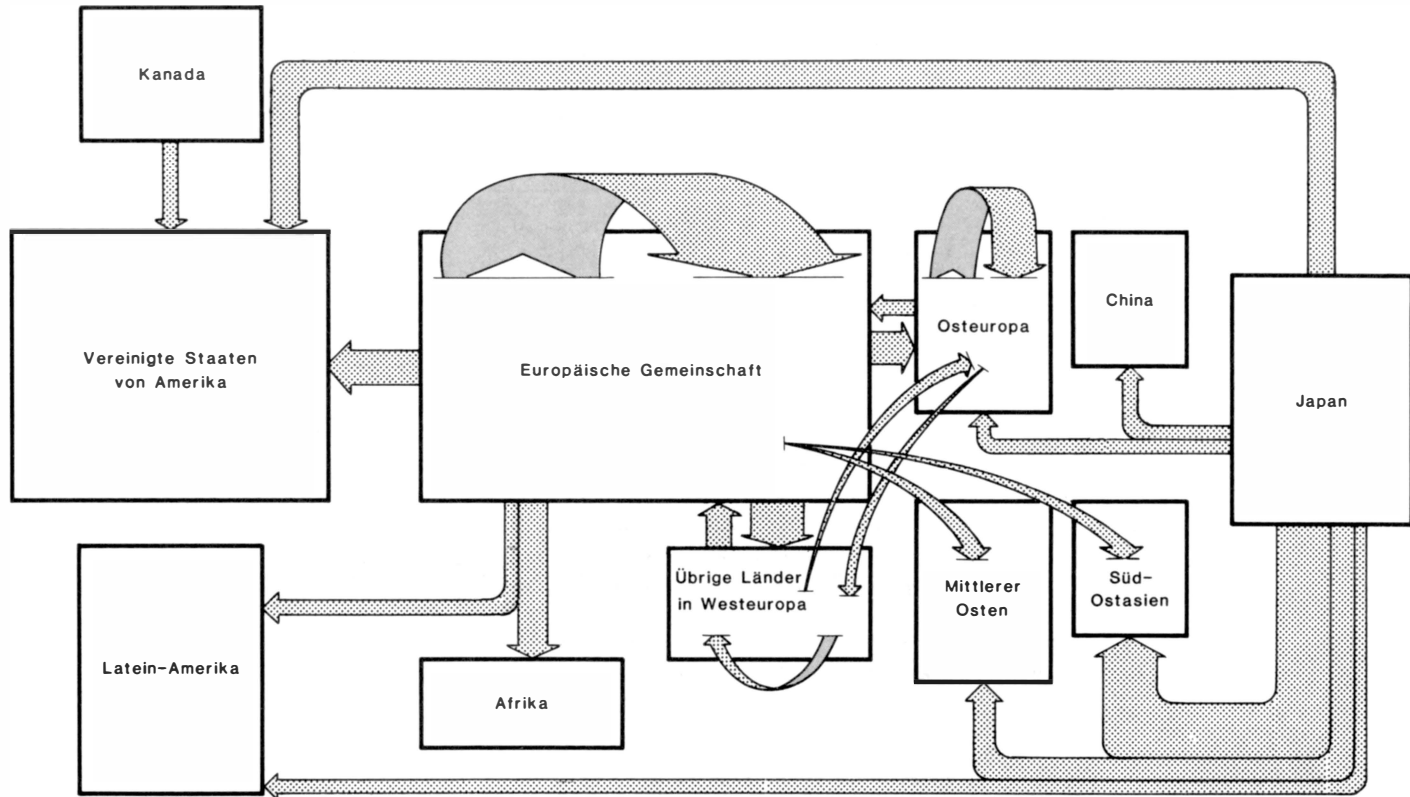 Kanada
Vereinigte Staaten
von Amerika
Europäische Gemeinschaft
Osteuropa
China
Japan
Übrige Länder
in Westeuropa
Mittlerer
Osten
Süd-
Ostasien
Latein-Amerika
Afrika